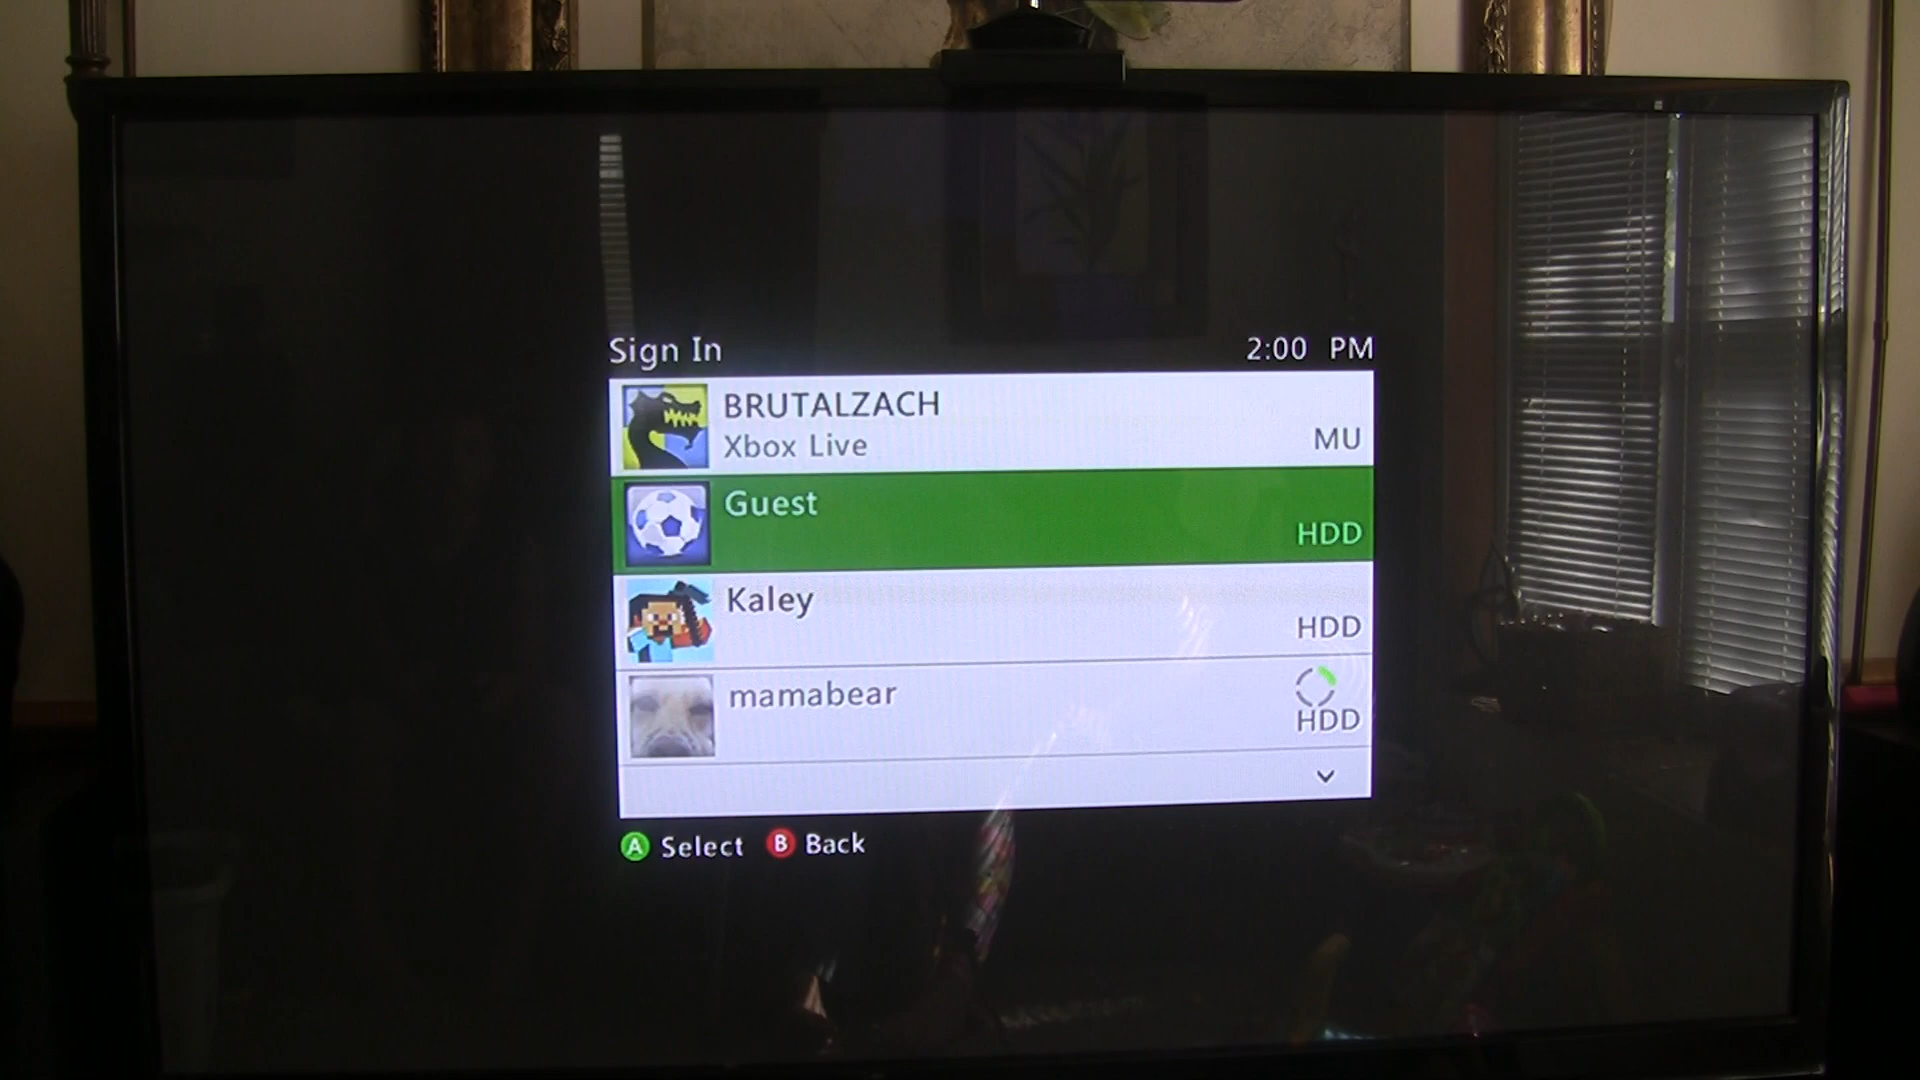 Sign In 2:00 PM
BRUTALZACH
Xbox Live MU
Guest
HDD
Kaley
HDD
mamabear
HDD
A Select B Back